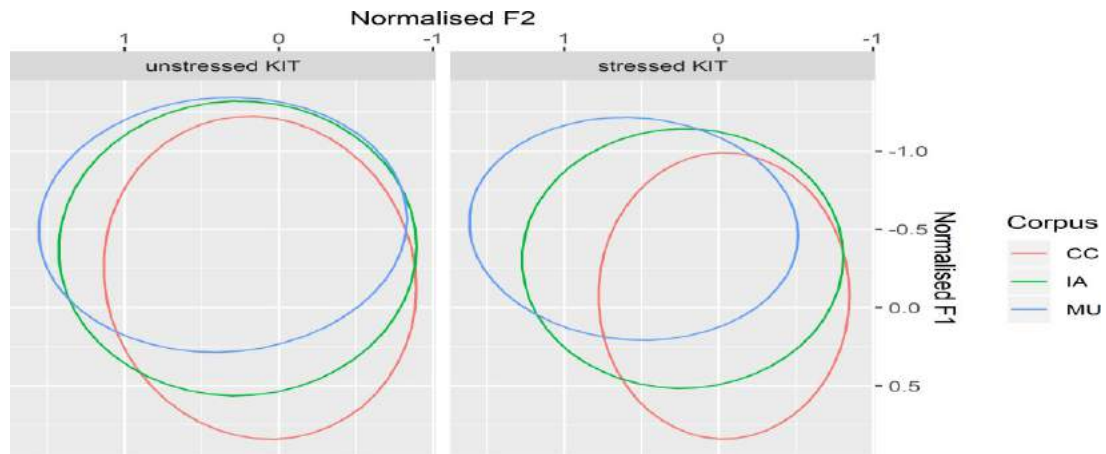 Normalised F2
1 0 -1 1 0 -1
unstressed KIT stressed KIT
-1.0
-0.5
0.0
0.5
Normalised F1
Corpus
CC
IA
MU